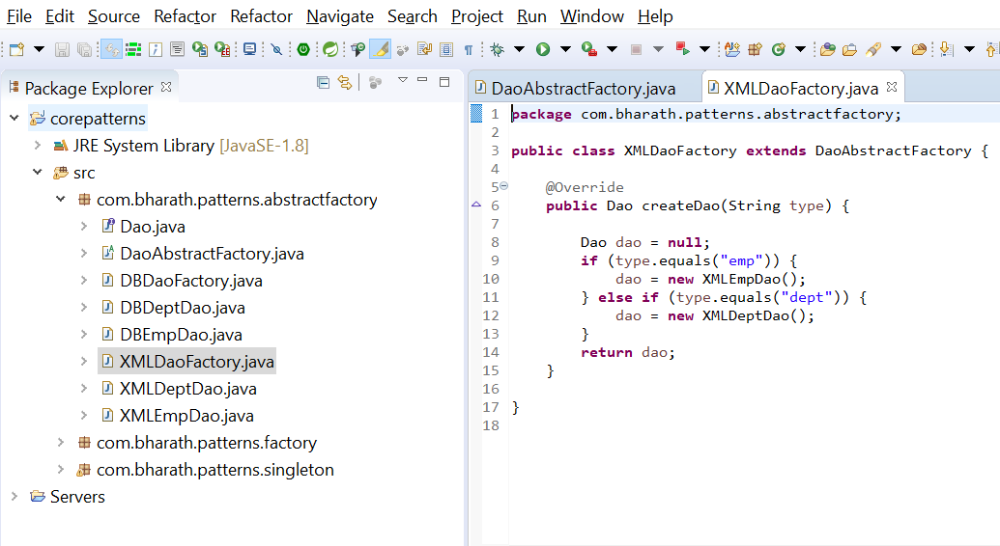 File Edit Source Refactor Refactor Navigate Search Project Run Window Help
Package Explorer
corepatterns
JRE System Library [JavaSE-1.8]
src
com.bharath.patterns.abstractfactory
Dao.java
DaoAbstractFactory.java
DBDaoFactory.java
DBDeptDao.java
DBEmpDao.java
XMLDaoFactory.java
XMLDeptDao.java
XMLEmpDao.java
com.bharath.patterns.factory
com.bharath.patterns.singleton
Servers
DaoAbstractFactory.java XMLDaoFactory.java
1 package com.bharath.patterns.abstractfactory;
2
3 public class XMLDaoFactory extends DaoAbstractFactory {
4
5 @Override
6 public Dao createDao(String type) {
7
8 Dao dao = null;
9 if (type.equals("emp")) {
10 dao = new XMLEmpDao();
11 } else if (type.equals("dept")) {
12 dao = new XMLDeptDao();
13 }
14 return dao;
15 }
16
17 }
18